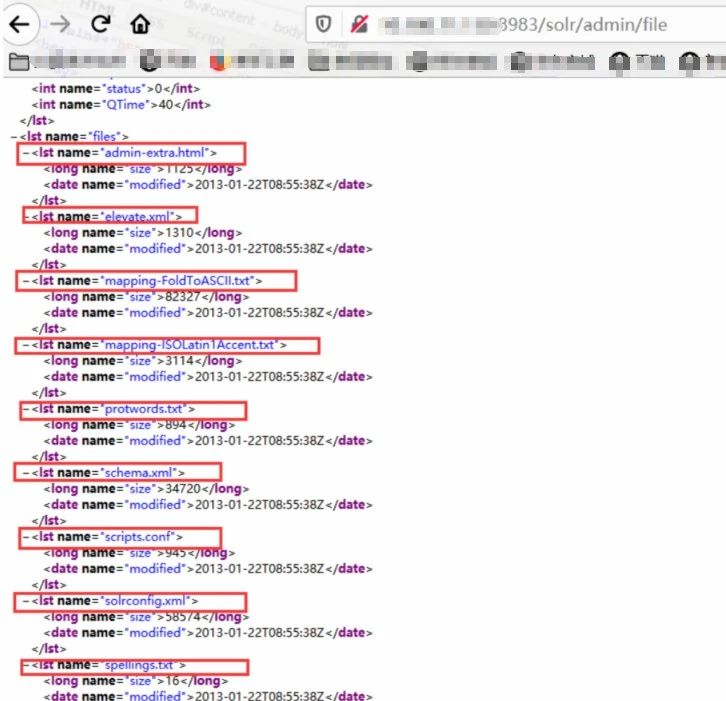 8983/solr/admin/file
<int name="status">0</int>
<int name="QTime">40</int>
</lst>
−<lst name="files">
−<lst name="admin-extra.html">
<long name="size">1125</long>
<date name="modified">2013-01-22T08:55:38Z</date>
</lst>
−<lst name="elevate.xml">
<long name="size">1310</long>
<date name="modified">2013-01-22T08:55:38Z</date>
</lst>
−<lst name="mapping-FoldToASCII.txt">
<long name="size">82327</long>
<date name="modified">2013-01-22T08:55:38Z</date>
</lst>
−<lst name="mapping-ISOLatin1Accent.txt">
<long name="size">3114</long>
<date name="modified">2013-01-22T08:55:38Z</date>
</lst>
−<lst name="protwords.txt">
<long name="size">894</long>
<date name="modified">2013-01-22T08:55:38Z</date>
</lst>
−<lst name="schema.xml">
<long name="size">34720</long>
<date name="modified">2013-01-22T08:55:38Z</date>
</lst>
−<lst name="scripts.conf">
<long name="size">945</long>
<date name="modified">2013-01-22T08:55:38Z</date>
</lst>
−<lst name="solrconfig.xml">
<long name="size">58574</long>
<date name="modified">2013-01-22T08:55:38Z</date>
</lst>
−<lst name="spellings.txt">
<long name="size">16</long>
<date name="modified">2013-01-22T08:55:38Z</date>